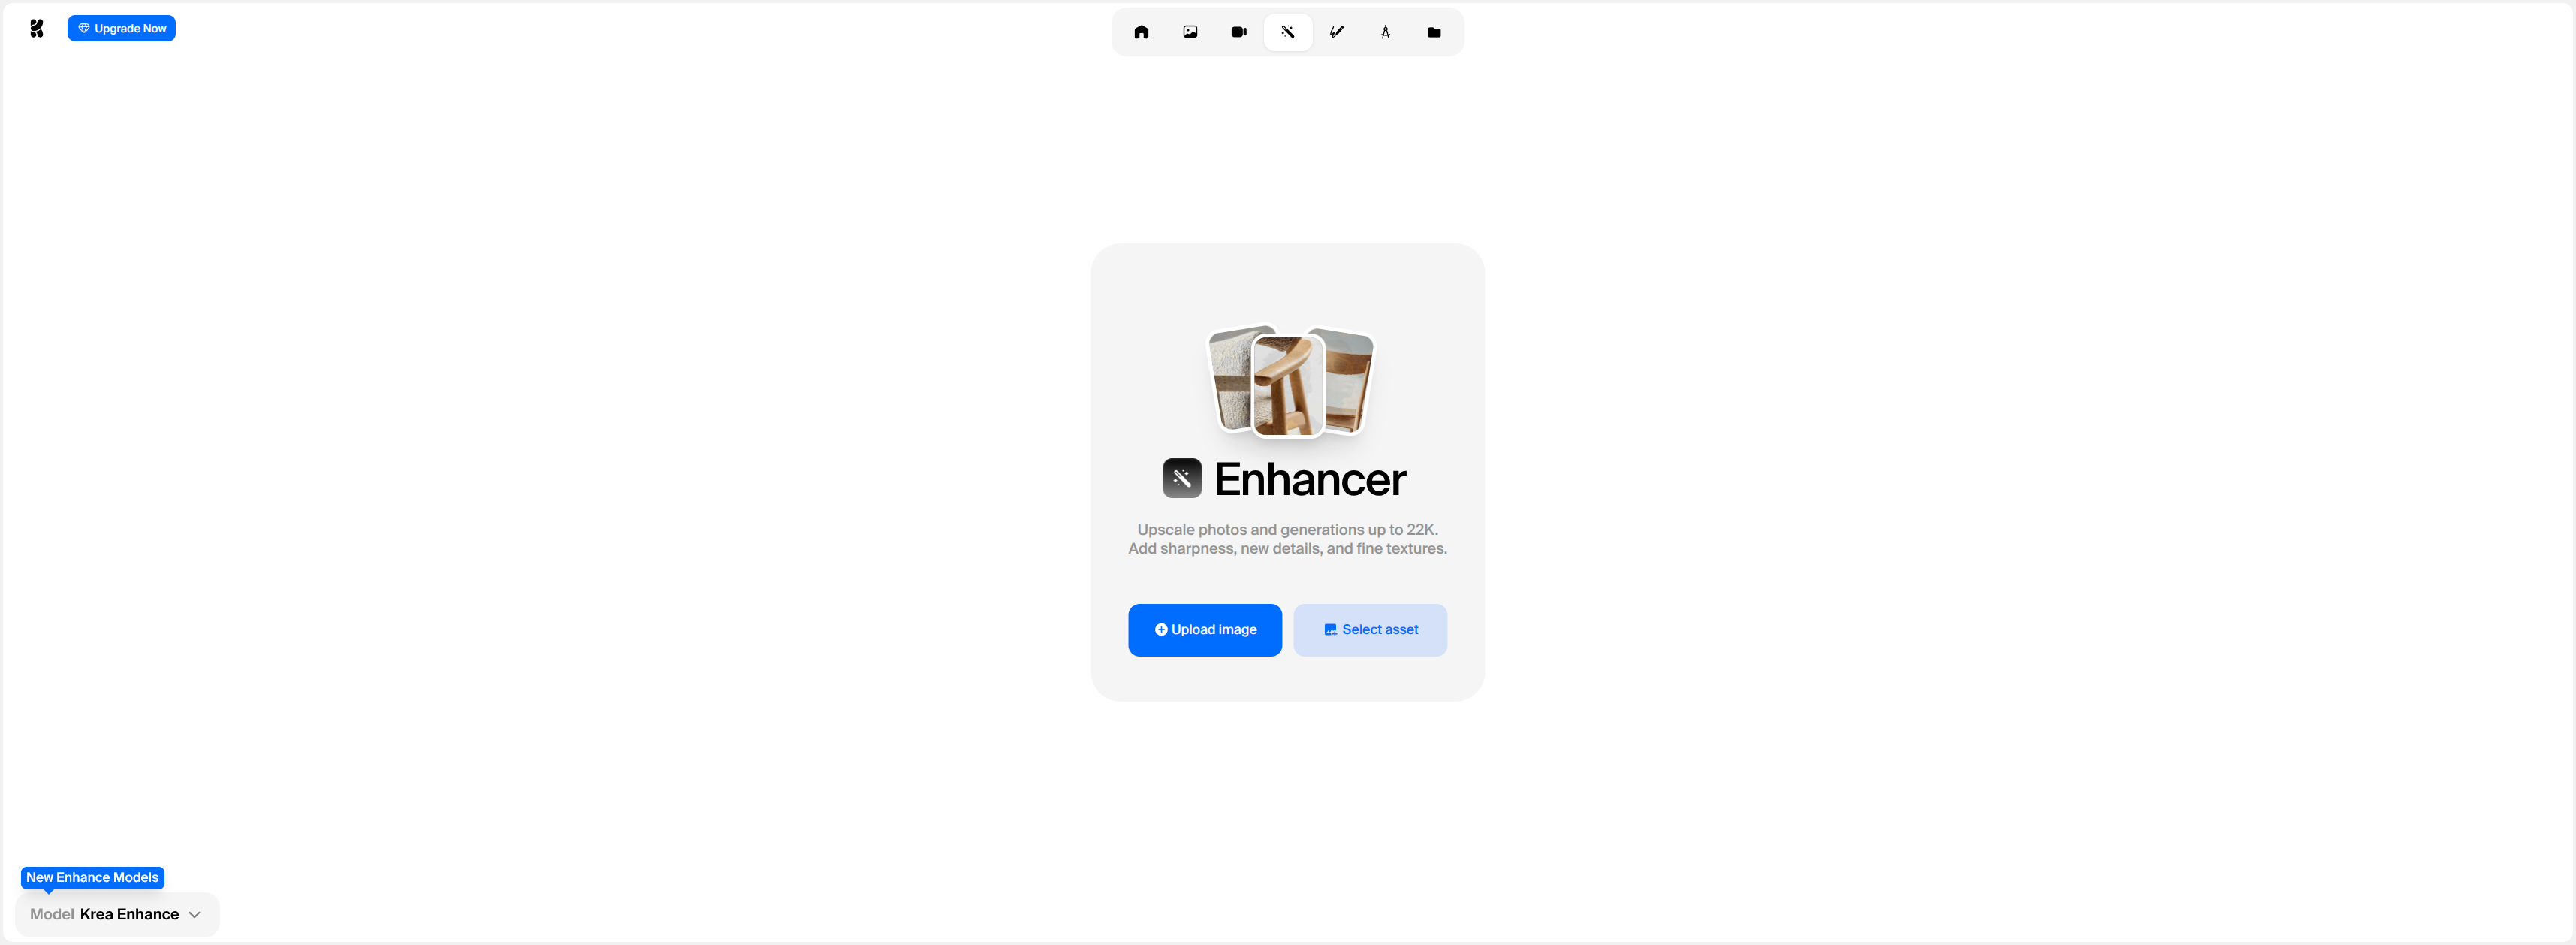 Upgrade Now
Enhancer
Upscale photos and generations up to 22K.
Add sharpness, new details, and fine textures.
Upload image
Select asset
New Enhance Models
Model Krea Enhance